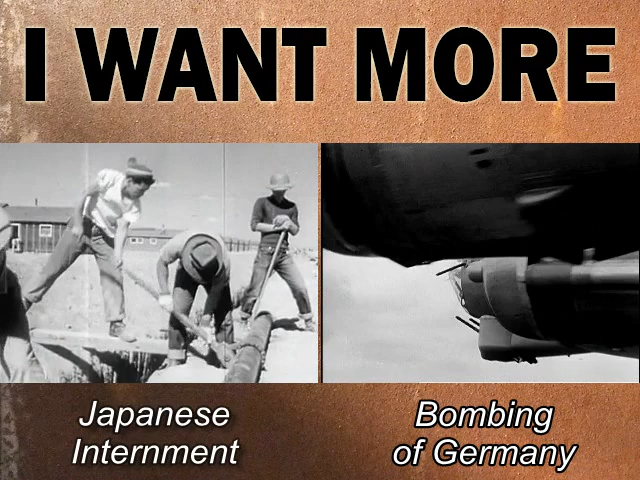 I WANT MORE
Japanese
Internment
Bombing
of Germany